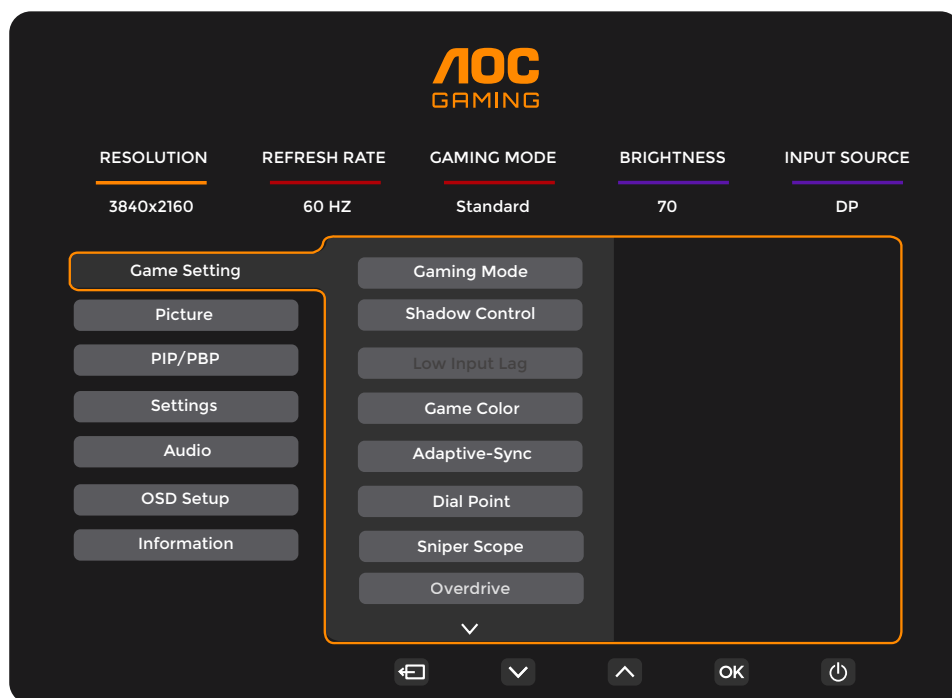 AOC
GAMING
RESOLUTION REFRESH RATE GAMING MODE BRIGHTNESS INPUT SOURCE
3840x2160 60 HZ Standard 70 DP
Game Setting
Picture
PIP/PBP
Settings
Audio
OSD Setup
Information
Gaming Mode
Shadow Control
Low Input Lag
Game Color
Adaptive-Sync
Dial Point
Sniper Scope
Overdrive
OK